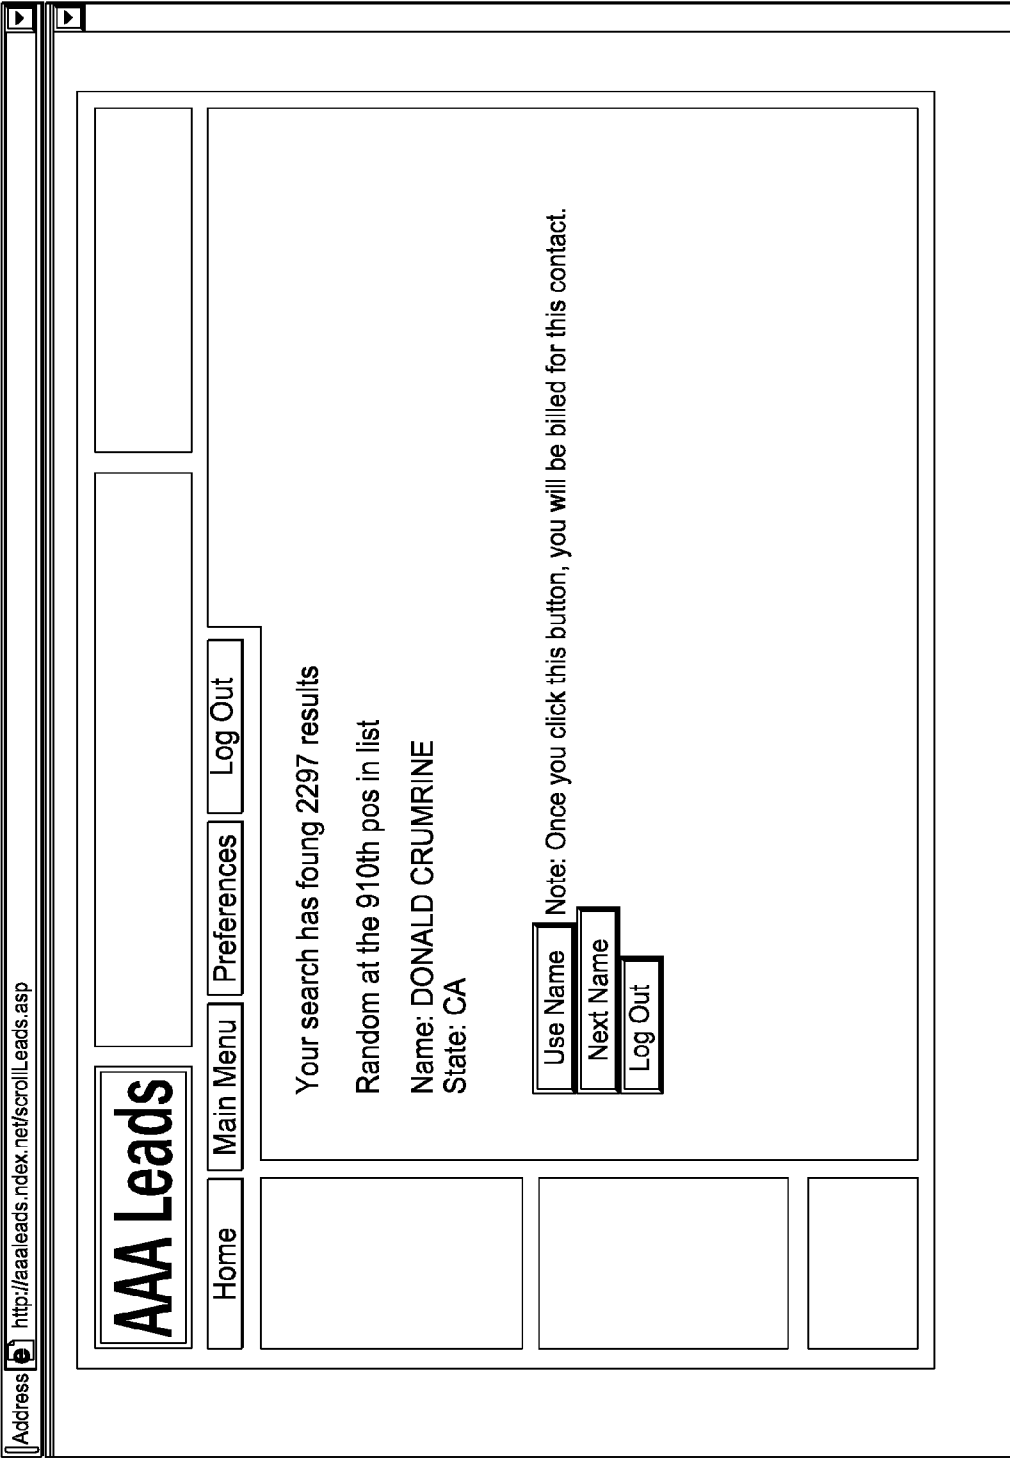 Address http://aaaleads.ndex.net/scrollLeads.asp
AAA Leads
Home Main Menu Preferences Log Out
Your search has foung 2297 results
Random at the 910th pos in list
Name: DONALD CRUMRINE
State: CA
Use Name Note: Once you click this button, you will be billed for this contact.
Next Name
Log Out